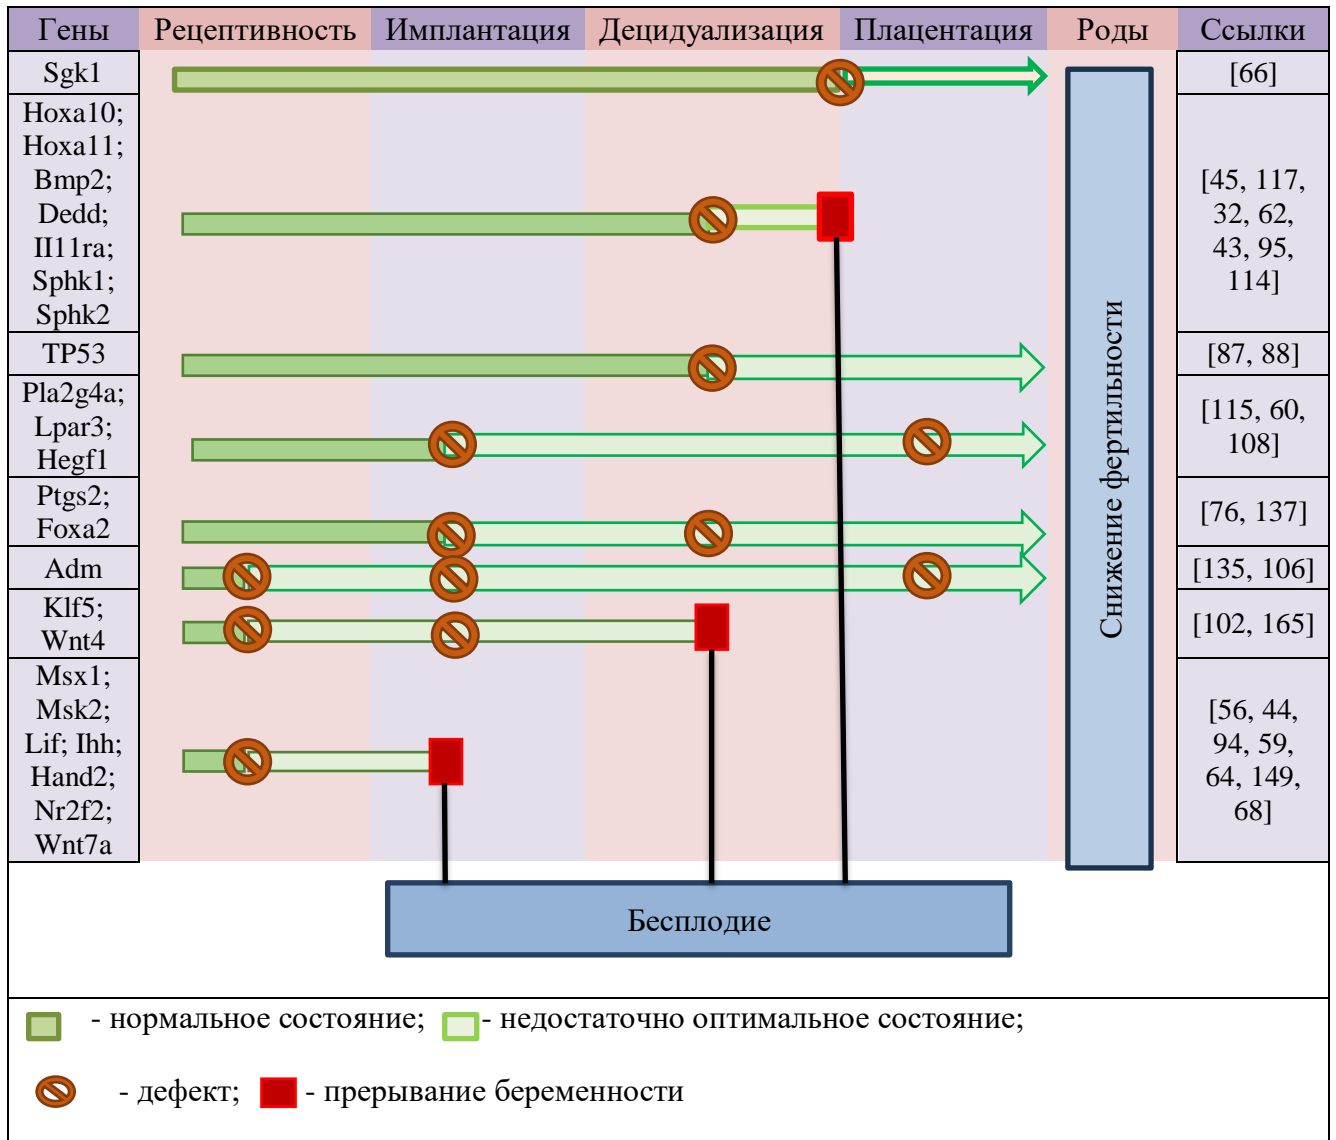 Гены Рецептивность Имплантация Децидуализация Плацентация Роды Ссылки
Sgk1
[66]
Hoxa10;
Hoxa11;
Bmp2;
Dedd;
II11ra;
Sphk1;
Sphk2
[45, 117,
32, 62,
43, 95,
114]
TP53
[87, 88]
Pla2g4a;
Lpar3;
Hegf1
[115, 60,
108]
Ptgs2;
Foxa2
[76, 137]
Adm
[135, 106]
Klf5;
Wnt4
[102, 165]
Msx1;
Msk2;
Lif; Ihh;
Hand2;
Nr2f2;
Wnt7a
[56, 44,
94, 59,
64, 149,
68]
Снижение фертильности
Бесплодие
- нормальное состояние; - недостаточно оптимальное состояние;
- дефект; - прерывание беременности